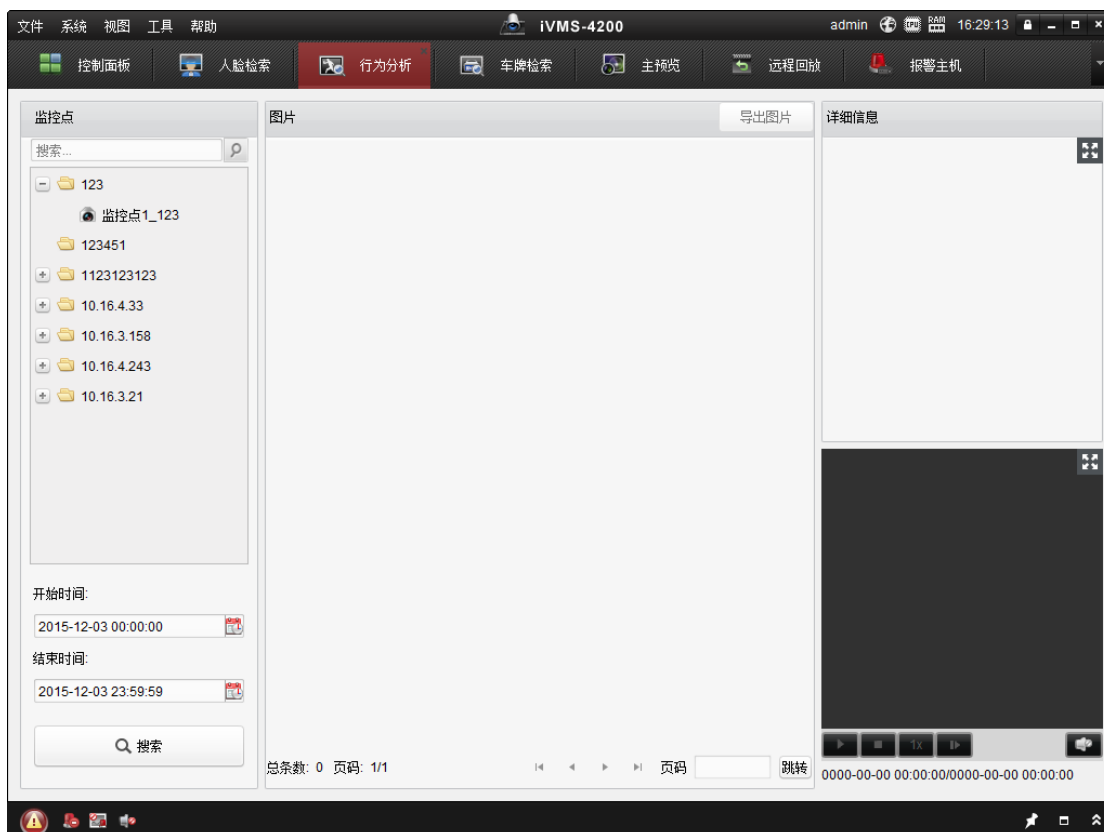 文件 系统 视图 工具 帮助 iVMS-4200 admin CPU RAM 16:29:13
控制面板 人脸检索 行为分析 车牌检索 主预览 远程回放 报警主机
监控点
搜索...
123
监控点1_123
123451
1123123123
10.16.4.33
10.16.3.158
10.16.4.243
10.16.3.21
开始时间:
2015-12-03 00:00:00
结束时间:
2015-12-03 23:59:59
搜索
图片 导出图片
总条数: 0 页码: 1/1 页码 跳转
详细信息
1x
0000-00-00 00:00:00/0000-00-00 00:00:00